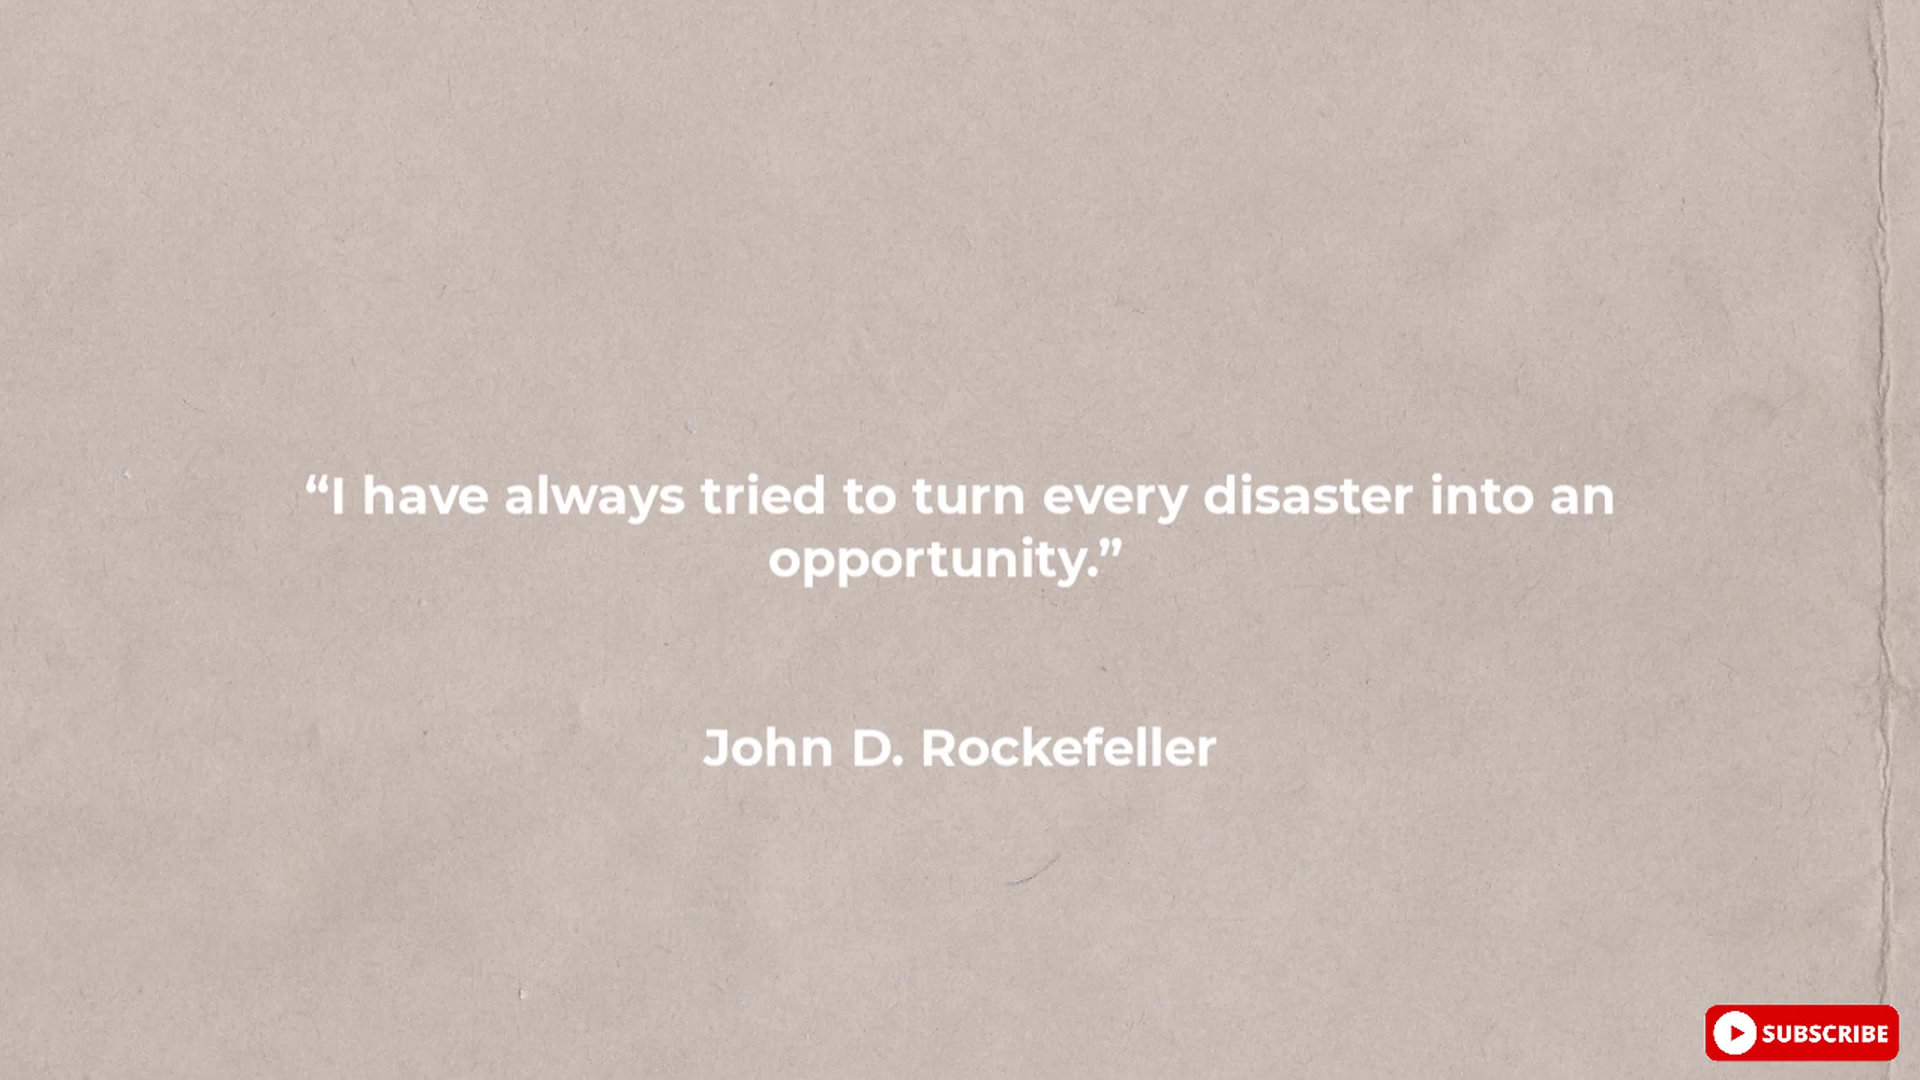 “I have always tried to turn every disaster into an
opportunity.”
John D. Rockefeller
SUBSCRIBE